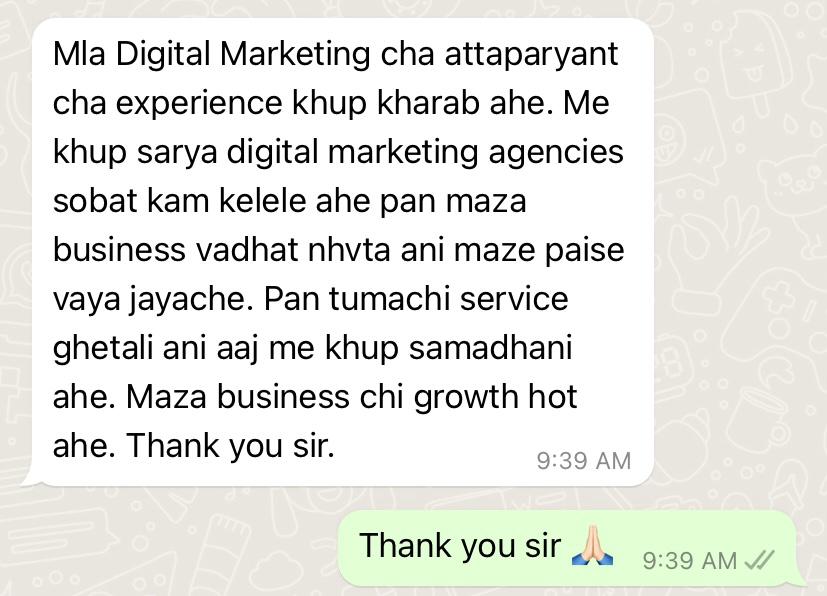 Mla Digital Marketing cha attaparyant
cha experience khup kharab ahe. Me
khup sarya digital marketing agencies
sobat kam kelele ahe pan maza
business vadhat nhvta ani maze paise
vaya jayache. Pan tumachi service
ghetali ani aaj me khup samadhani
ahe. Maza business chi growth hot
ahe. Thank you sir.
9:39 AM
Thank you sir 🙏🏻
9:39 AM